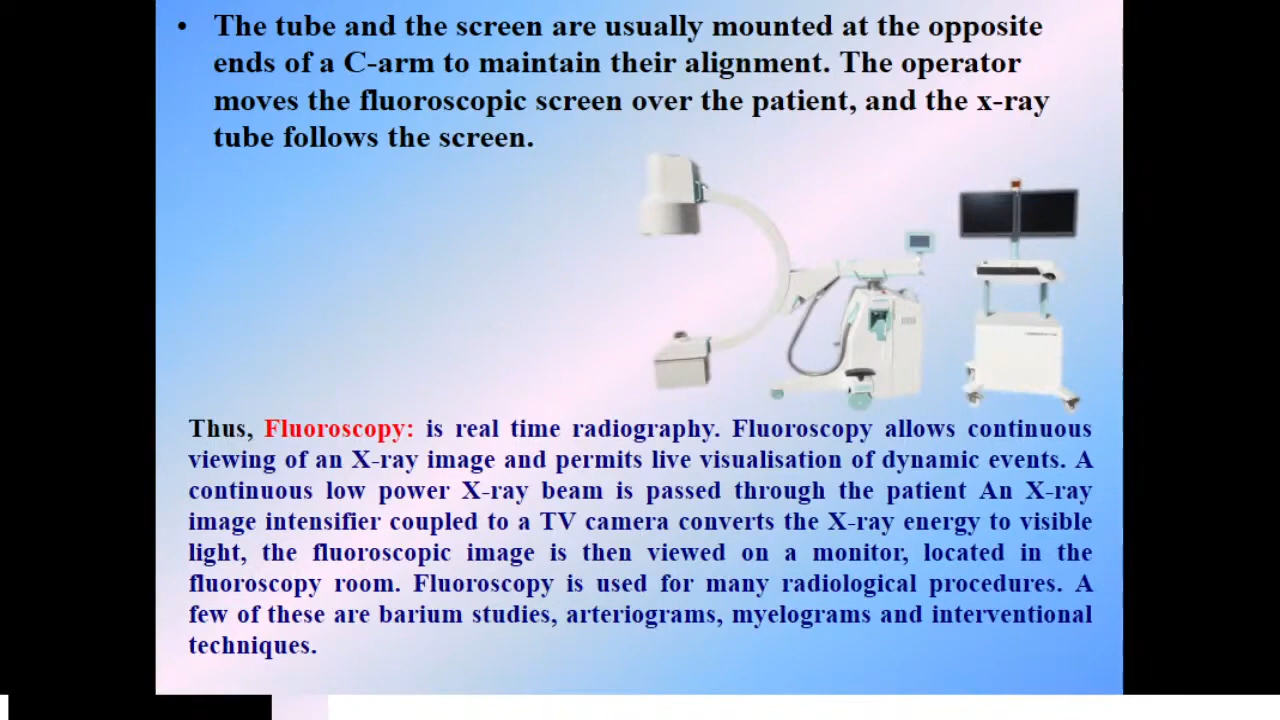 • The tube and the screen are usually mounted at the opposite
ends of a C-arm to maintain their alignment. The operator
moves the fluoroscopic screen over the patient, and the x-ray
tube follows the screen.
Thus, Fluoroscopy: is real time radiography. Fluoroscopy allows continuous
viewing of an X-ray image and permits live visualisation of dynamic events. A
continuous low power X-ray beam is passed through the patient An X-ray
image intensifier coupled to a TV camera converts the X-ray energy to visible
light, the fluoroscopic image is then viewed on a monitor, located in the
fluoroscopy room. Fluoroscopy is used for many radiological procedures. A
few of these are barium studies, arteriograms, myelograms and interventional
techniques.